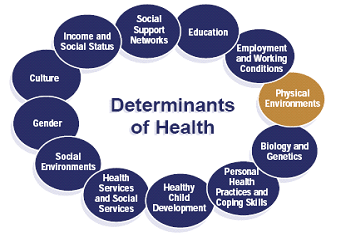 Determinants
of Health
Income and
Social Status
Social
Support
Networks
Education
Employment
and Working
Conditions
Physical
Environments
Biology and
Genetics
Personal
Health
Practices and
Coping Skills
Healthy
Child
Development
Health
Services
and Social
Services
Social
Environments
Gender
Culture